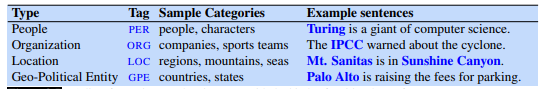 Type Tag Sample Categories Example sentences
People PER people, characters Turing is a giant of computer science.
Organization ORG companies, sports teams The IPCC warned about the cyclone.
Location LOC regions, mountains, seas Mt. Sanitas is in Sunshine Canyon.
Geo-Political Entity GPE countries, states Palo Alto is raising the fees for parking.